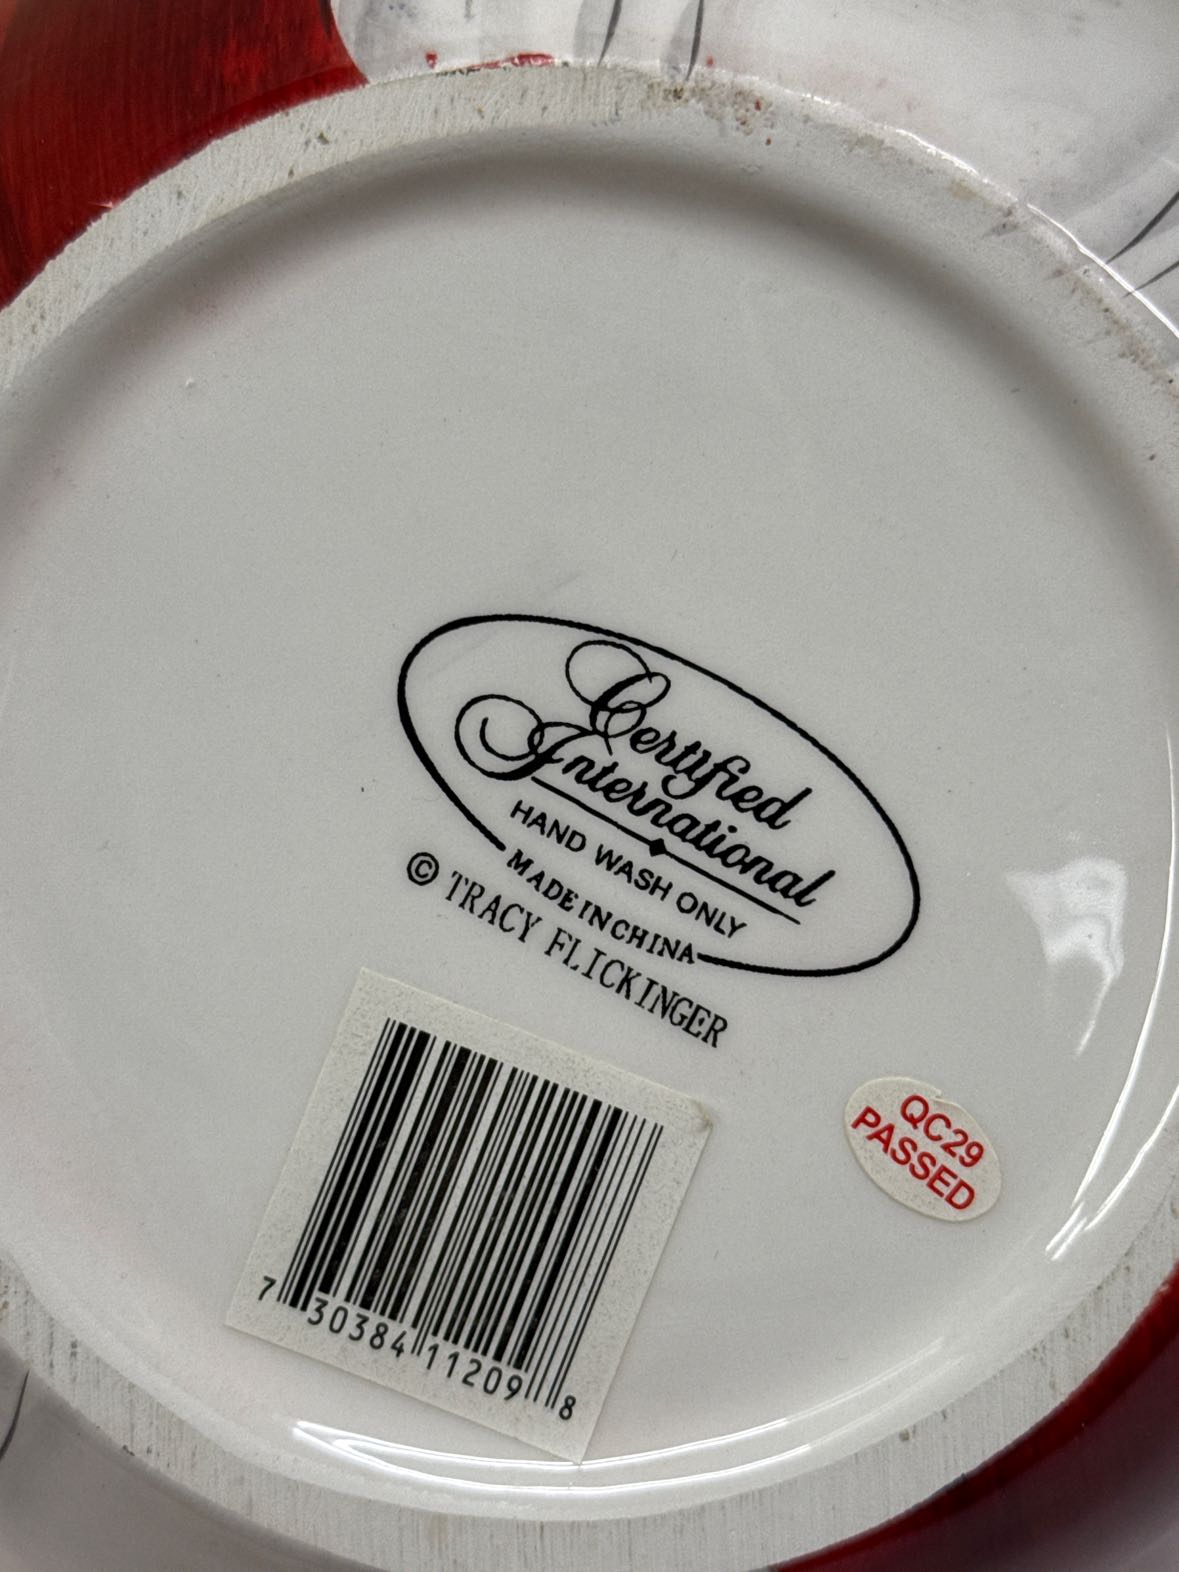 Certified
International
HAND WASH ONLY
MADE IN CHINA
© TRACY FLICKINGER
7 30384 11209 8
QC29
PASSED